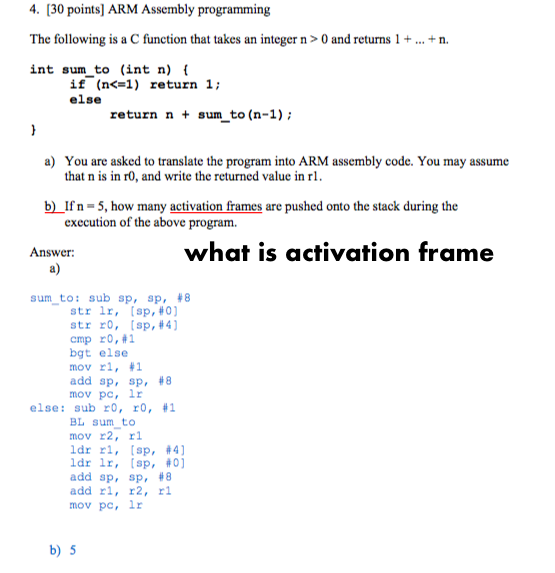 4. [30 points] ARM Assembly programming
The following is a C function that takes an integer n > 0 and returns 1 + ... + n.
int sum_to (int n) {
if (n<=1) return 1;
else
return n + sum_to(n-1);
}
a) You are asked to translate the program into ARM assembly code. You may assume
that n is in r0, and write the returned value in r1.
b) If n = 5, how many activation frames are pushed onto the stack during the
execution of the above program.
Answer:
what is activation frame
a)
sum_to: sub sp, sp, #8
str lr, [sp,#0]
str r0, [sp,#4]
cmp r0,#1
bgt else
mov r1, #1
add sp, sp, #8
mov pc, lr
else: sub r0, r0, #1
BL sum_to
mov r2, r1
ldr r1, [sp, #4]
ldr lr, [sp, #0]
add sp, sp, #8
add r1, r2, r1
mov pc, lr
b) 5